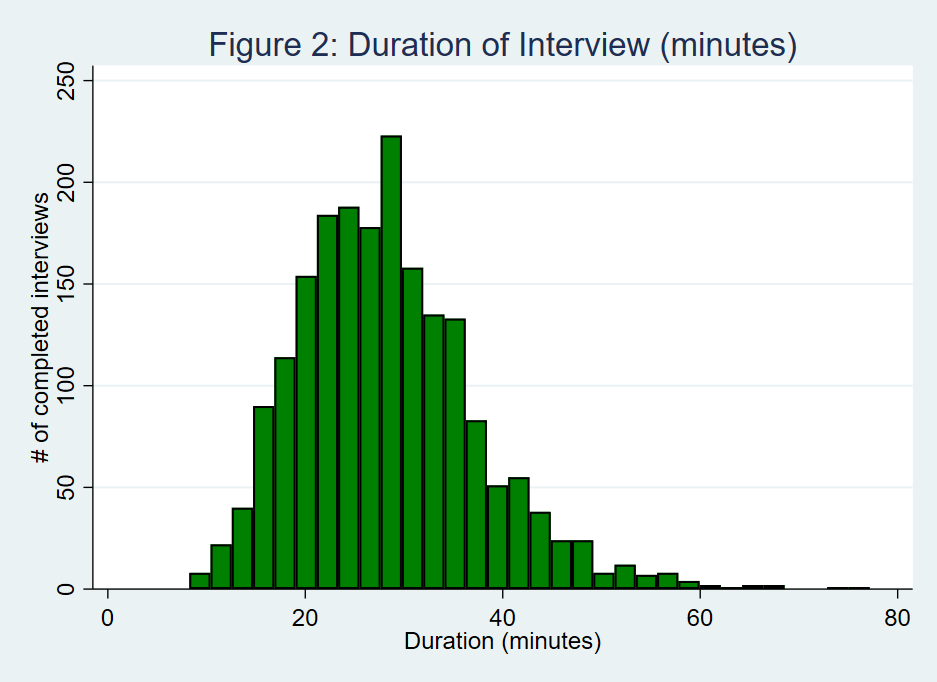 Figure 2: Duration of Interview (minutes)
# of completed interviews
250
200
150
100
50
0
0 20 40 60 80
Duration (minutes)